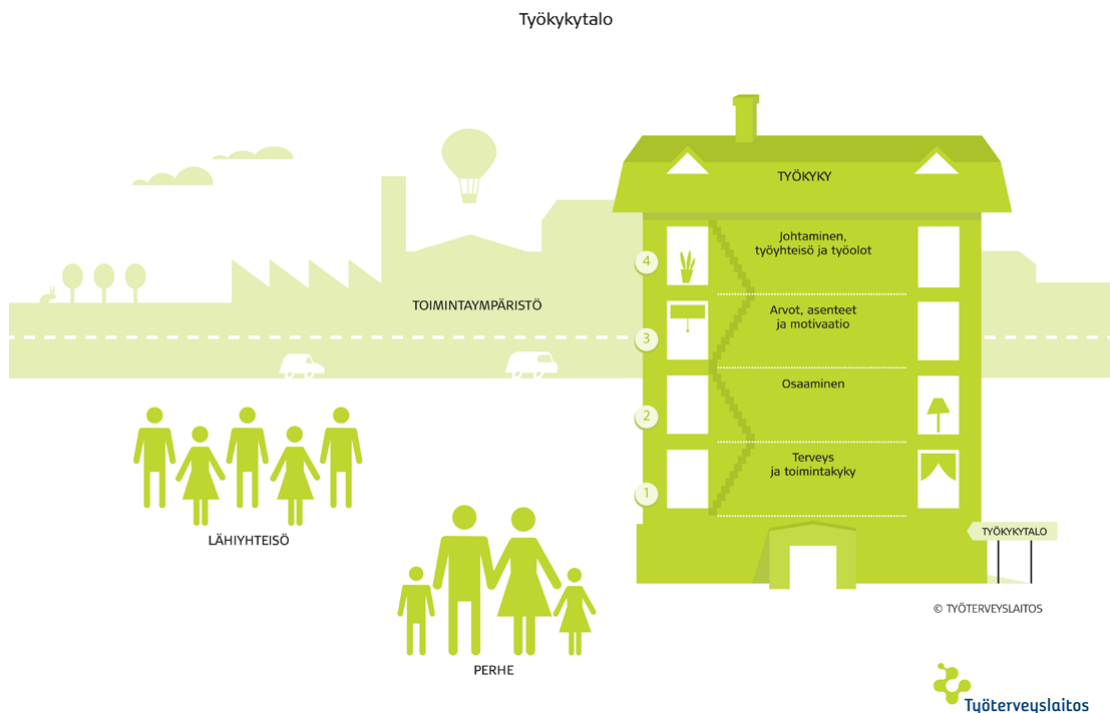 Työkykytalo
TYÖKYKY
Johtaminen,
työyhteisö ja työolot
4
Arvot, asenteet
ja motivaatio
3
Osaaminen
2
Terveys
ja toimintakyky
1
TOIMINTAYMPÄRISTÖ
LÄHIYHTEISÖ
PERHE
TYÖKYKYTALO
© TYÖTERVEYSLAITOS
Työterveyslaitos